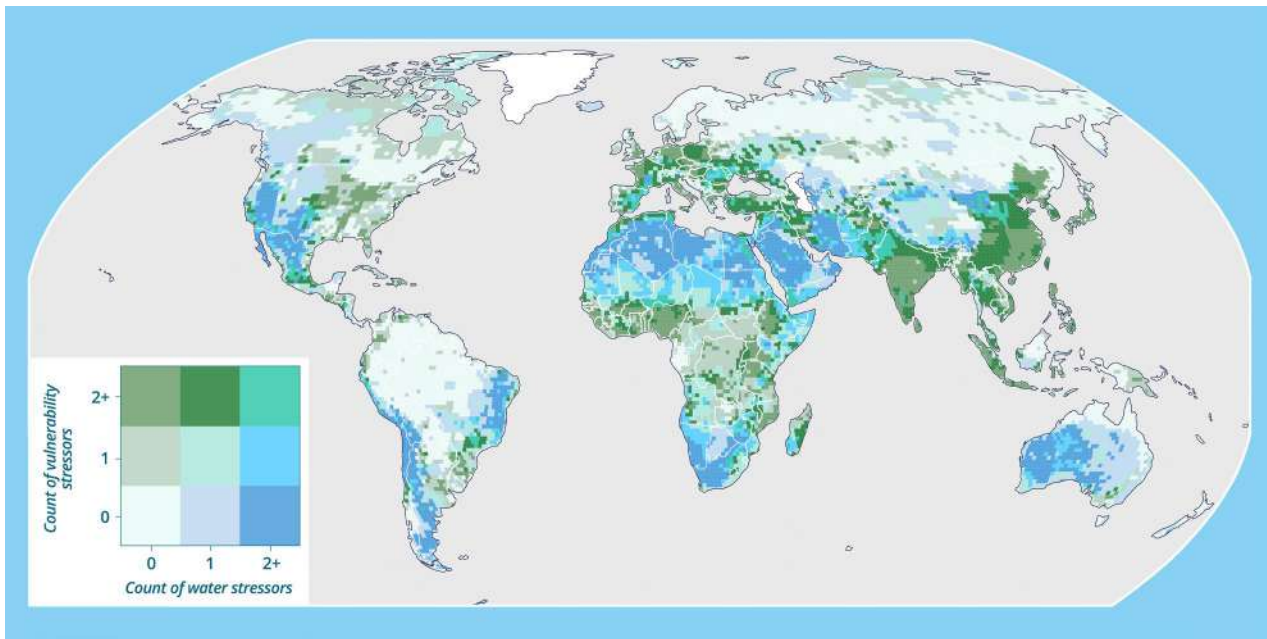 Count of vulnerability
stressors
2+
1
0
0 1 2+
Count of water stressors